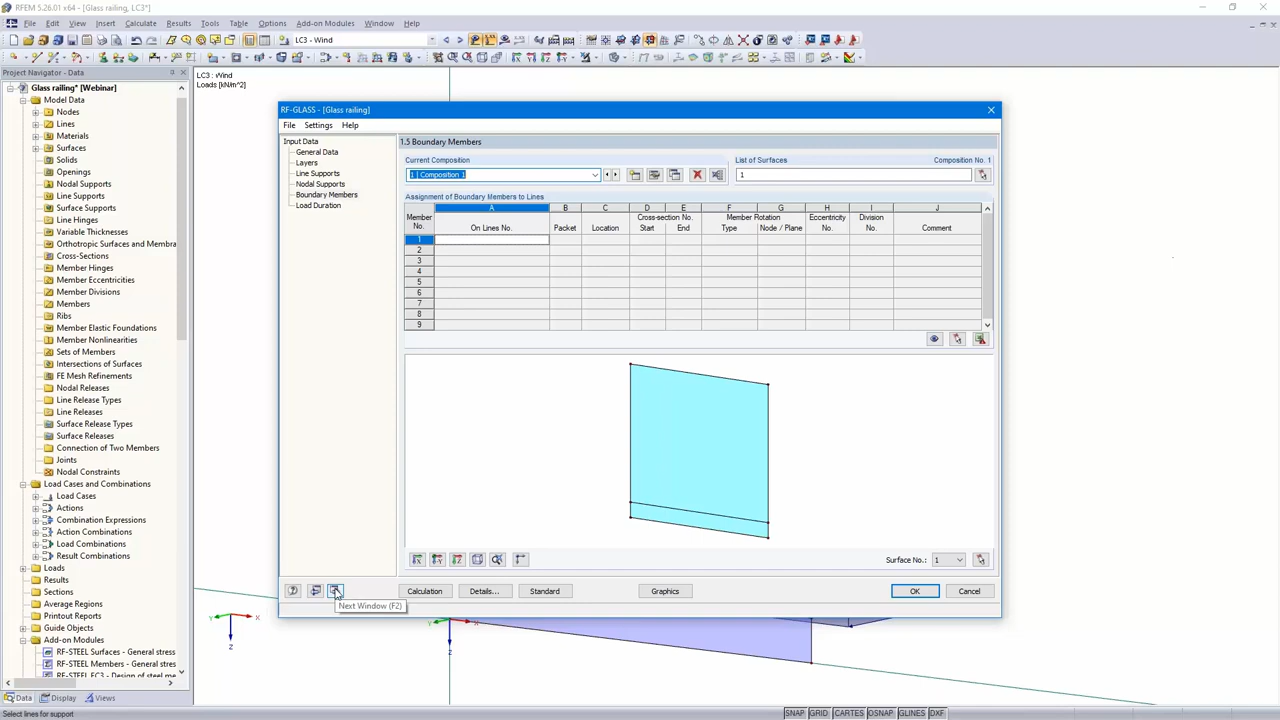 RFEM 5.26.01 x64 - [Glass railing, LC3*]
File Edit View Insert Calculate Results Tools Table Options Add-on Modules Window Help
LC3 - Wind
Project Navigator - Data
Glass railing* [Webinar]
Model Data
Nodes
Lines
Materials
Surfaces
Solids
Openings
Nodal Supports
Line Supports
Surface Supports
Line Hinges
Variable Thicknesses
Orthotropic Surfaces and Membra
Cross-Sections
Member Hinges
Member Eccentricities
Member Divisions
Members
Ribs
Member Elastic Foundations
Member Nonlinearities
Sets of Members
Intersections of Surfaces
FE Mesh Refinements
Nodal Releases
Line Release Types
Line Releases
Surface Release Types
Surface Releases
Connection of Two Members
Joints
Nodal Constraints
Load Cases and Combinations
Load Cases
Actions
Combination Expressions
Action Combinations
Load Combinations
Result Combinations
Loads
Results
Sections
Average Regions
Printout Reports
Guide Objects
Add-on Modules
RF-STEEL Surfaces - General stress
RF-STEEL Members - General stres
RF-STEEL EC3 - Design of steel me
Data Display Views
Select lines for support
LC3 : Wind
Loads [kN/m^2]
RF-GLASS - [Glass railing]
File Settings Help
Input Data
General Data
Layers
Line Supports
Nodal Supports
Boundary Members
Load Duration
1.5 Boundary Members
Current Composition
1 | Composition 1
List of Surfaces Composition No. 1
1
Assignment of Boundary Members to Lines
A B C D E F G H I J
Member Cross-section No. Member Rotation Eccentricity Division
No. On Lines No. Packet Location Start End Type Node / Plane No. No. Comment
1
2
3
4
5
6
7
8
9
Surface No.: 1
Calculation Details... Standard Graphics OK Cancel
Next Window (F2)
Y X
Z
Y X
Z
SNAP GRID CARTES OSNAP GLINES DXF